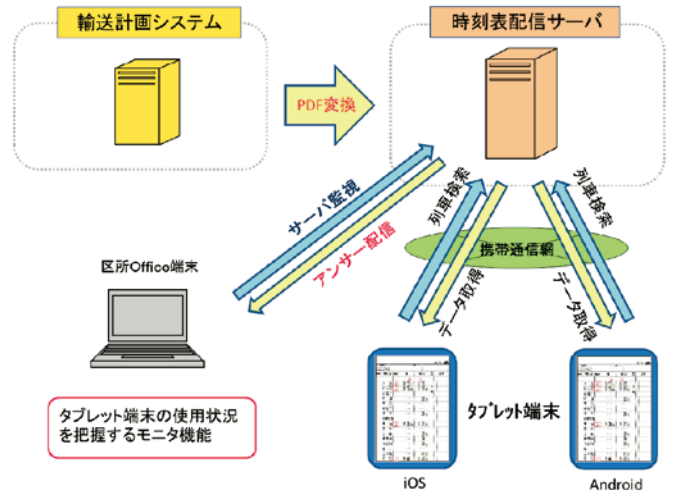 輸送計画システム
時刻表配信サーバ
PDF変換
サーバ監視
アンサー配信
列車検索
データ取得
列車検索
データ取得
携帯通信網
区所Office端末
タブレット端末の使用状況
を把握するモニタ機能
タブレット端末
iOS
Android